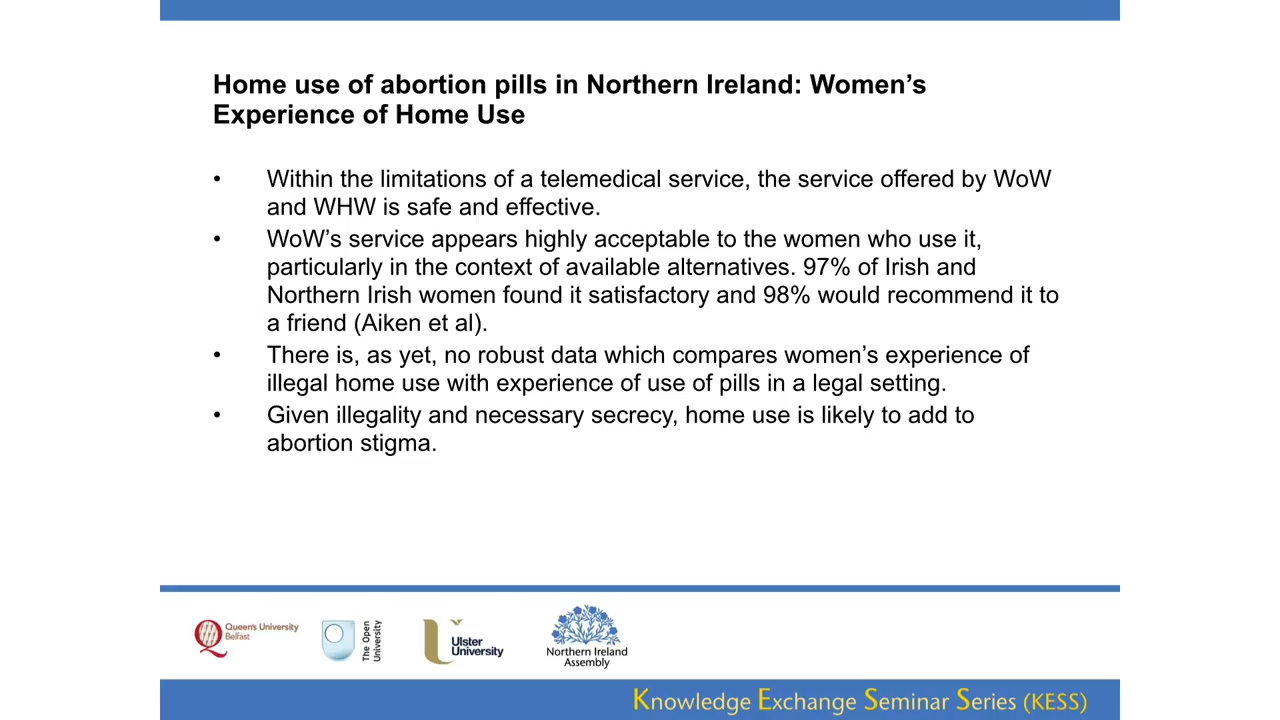 Home use of abortion pills in Northern Ireland: Women’s
Experience of Home Use
• Within the limitations of a telemedical service, the service offered by WoW
and WHW is safe and effective.
• WoW’s service appears highly acceptable to the women who use it,
particularly in the context of available alternatives. 97% of Irish and
Northern Irish women found it satisfactory and 98% would recommend it to
a friend (Aiken et al).
• There is, as yet, no robust data which compares women’s experience of
illegal home use with experience of use of pills in a legal setting.
• Given illegality and necessary secrecy, home use is likely to add to
abortion stigma.
Queen's University
Belfast
The Open
University
Ulster
University
Northern Ireland
Assembly
Knowledge Exchange Seminar Series (KESS)